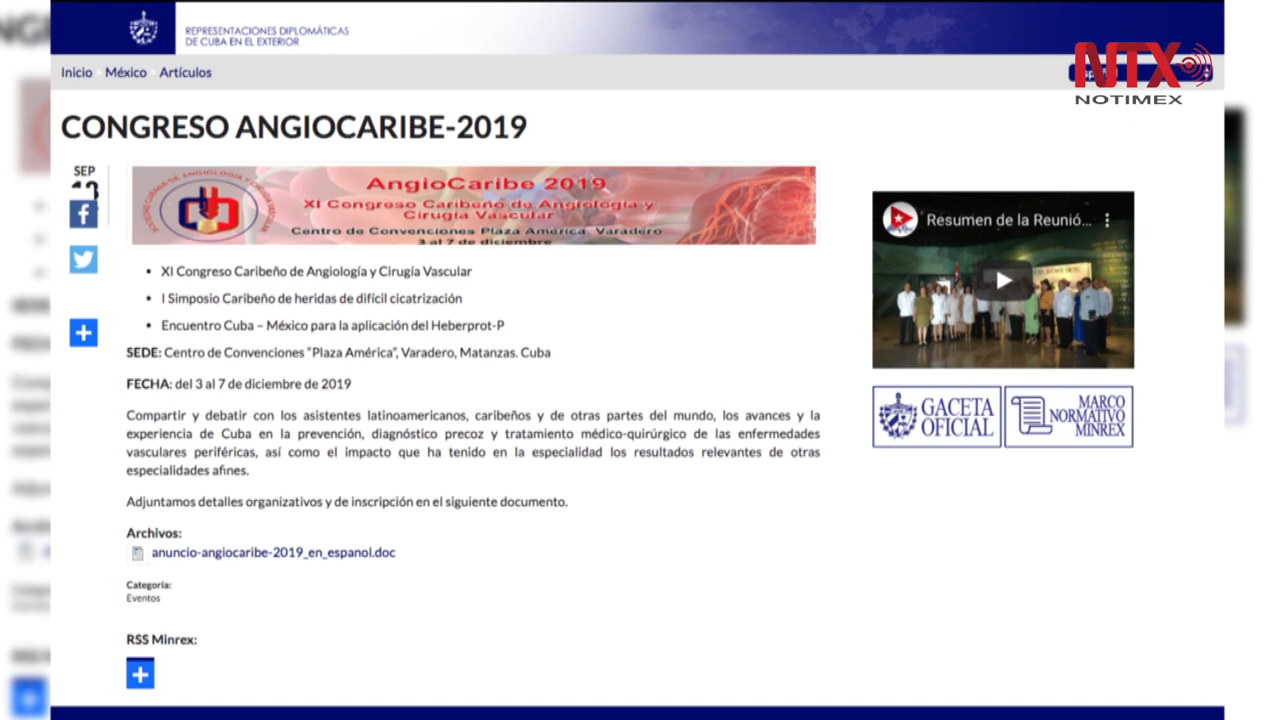 REPRESENTACIONES DIPLOMÁTICAS
DE CUBA EN EL EXTERIOR
NTX
NOTIMEX
Inicio México Artículos
CONGRESO ANGIOCARIBE-2019
SEP
AngioCaribe 2019
XI Congreso Caribeño de Angiología y
Cirugía Vascular
Centro de Convenciones Plaza América, Varadero
3 al 7 de diciembre
Resumen de la Reunió...
• XI Congreso Caribeño de Angiología y Cirugía Vascular
• I Simposio Caribeño de heridas de difícil cicatrización
• Encuentro Cuba – México para la aplicación del Heberprot-P
SEDE: Centro de Convenciones "Plaza América", Varadero, Matanzas. Cuba
FECHA: del 3 al 7 de diciembre de 2019
Compartir y debatir con los asistentes latinoamericanos, caribeños y de otras partes del mundo, los avances y la
experiencia de Cuba en la prevención, diagnóstico precoz y tratamiento médico-quirúrgico de las enfermedades
vasculares periféricas, así como el impacto que ha tenido en la especialidad los resultados relevantes de otras
especialidades afines.
GACETA
OFICIAL
MARCO
NORMATIVO
MINREX
Adjuntamos detalles organizativos y de inscripción en el siguiente documento.
Archivos:
anuncio-angiocaribe-2019_en_espanol.doc
Categoría:
Eventos
RSS Minrex: